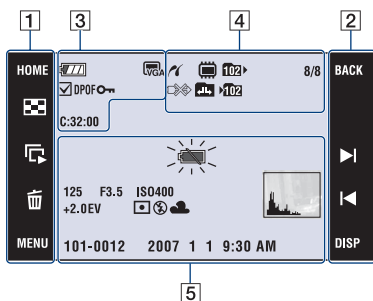 1
3
4
2
HOME
VGA
102
8/8
BACK
DPOF
102
C:32:00
125 F3.5 ISO400
+2.0EV
MENU
101-0012 2007 1 1 9:30 AM
DISP
5